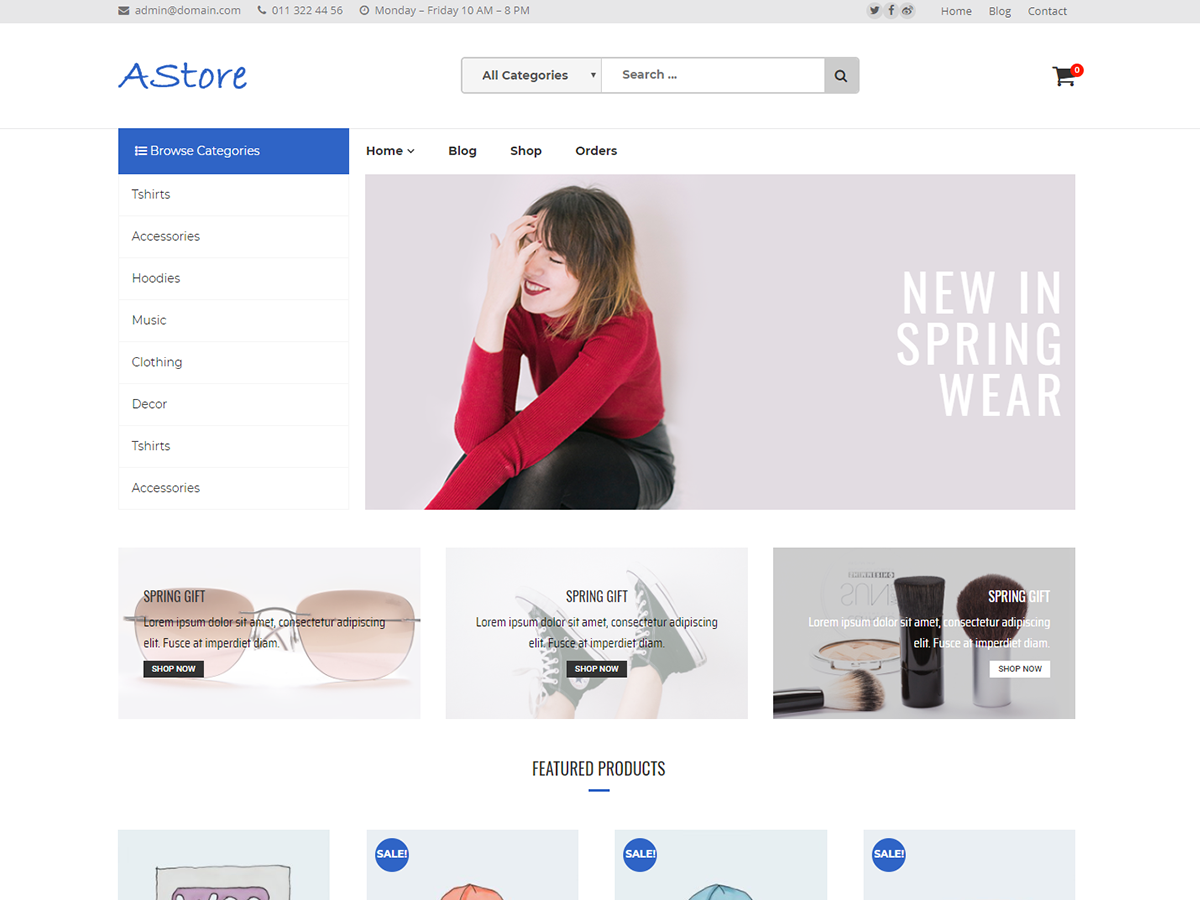 admin@domain.com 011 322 44 56 Monday – Friday 10 AM – 8 PM Home Blog Contact
AStore All Categories Search ... 0
Browse Categories Home Blog Shop Orders
Tshirts
Accessories
Hoodies
Music
Clothing
Decor
Tshirts
Accessories
NEW IN
SPRING
WEAR
SPRING GIFT
Lorem ipsum dolor sit amet, consectetur adipiscing
elit. Fusce at imperdiet diam.
SHOP NOW
SPRING GIFT
Lorem ipsum dolor sit amet, consectetur adipiscing
elit. Fusce at imperdiet diam.
SHOP NOW
SPRING GIFT
Lorem ipsum dolor sit amet, consectetur adipiscing
elit. Fusce at imperdiet diam.
SHOP NOW
FEATURED PRODUCTS
SALE!
SALE!
SALE!